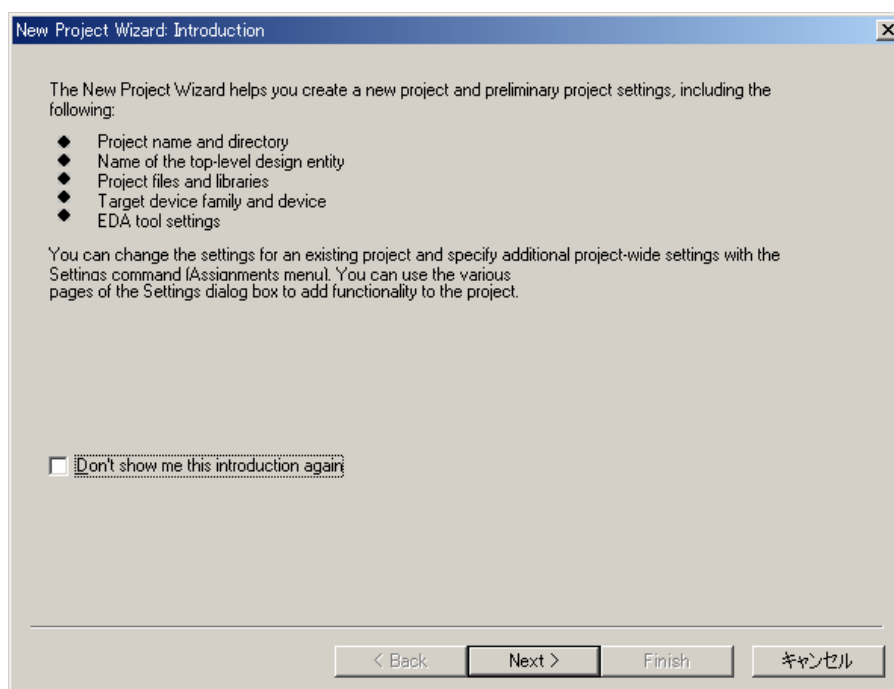 New Project Wizard: Introduction
The New Project Wizard helps you create a new project and preliminary project settings, including the
following:
◆ Project name and directory
◆ Name of the top-level design entity
◆ Project files and libraries
◆ Target device family and device
◆ EDA tool settings
You can change the settings for an existing project and specify additional project-wide settings with the
Settings command (Assignments menu). You can use the various
pages of the Settings dialog box to add functionality to the project.
Don't show me this introduction again
< Back Next > Finish キャンセル